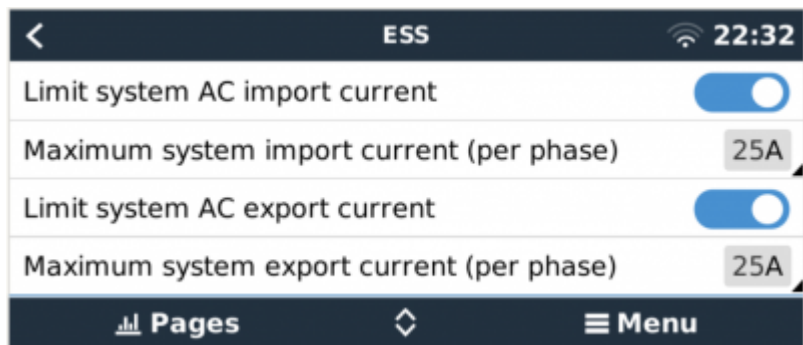 ESS 22:32
Limit system AC import current
Maximum system import current (per phase) 25A
Limit system AC export current
Maximum system export current (per phase) 25A
Pages Menu